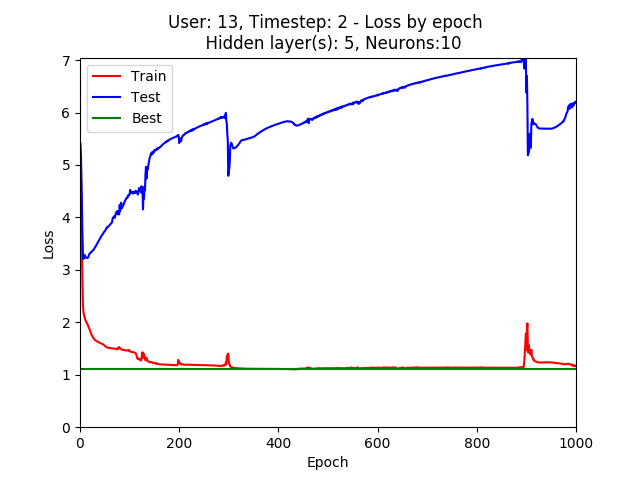 User: 13, Timestep: 2 - Loss by epoch
Hidden layer(s): 5, Neurons:10
Train
Test
Best
Loss
7
6
5
4
3
2
1
0
0 200 400 600 800 1000
Epoch